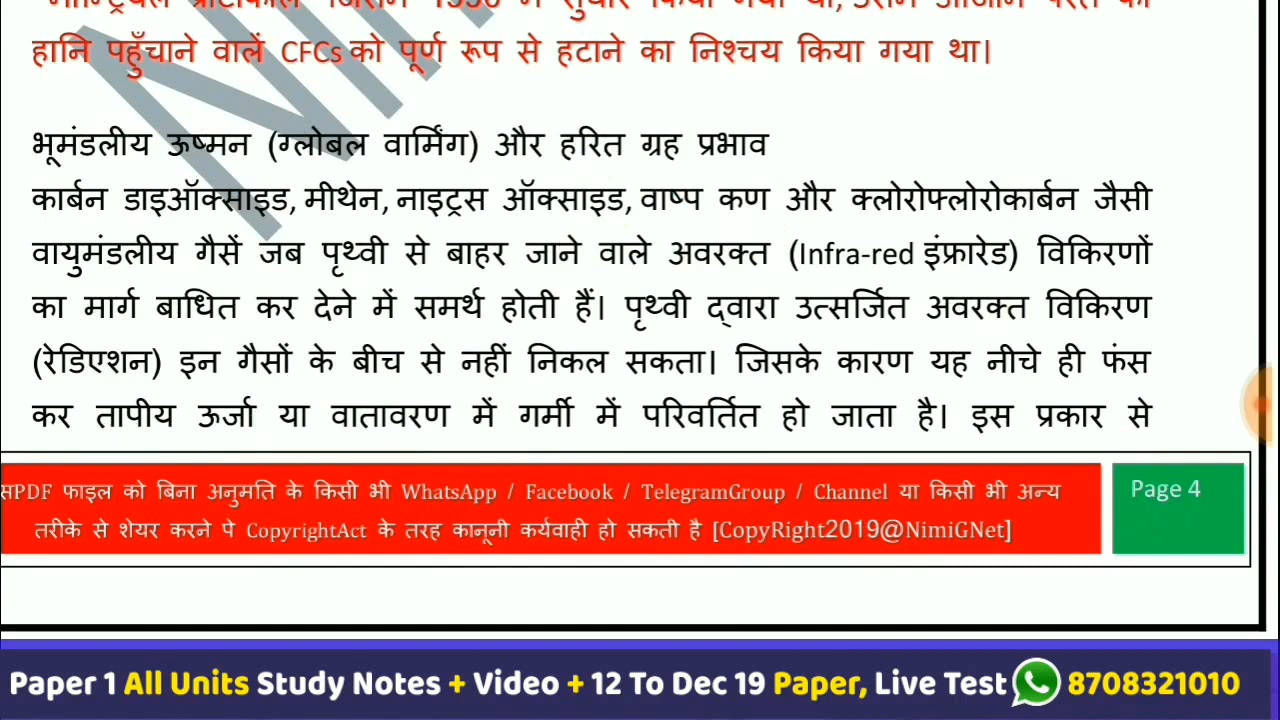 हानि पहुँचाने वालें CFCs को पूर्ण रूप से हटाने का निश्चय किया गया था।
भूमंडलीय ऊष्मन (ग्लोबल वार्मिंग) और हरित ग्रह प्रभाव
कार्बन डाइऑक्साइड, मीथेन, नाइट्रस ऑक्साइड, वाष्प कण और क्लोरोफ्लोरोकार्बन जैसी
वायुमंडलीय गैसें जब पृथ्वी से बाहर जाने वाले अवरक्त (Infra-red इंफ्रारेड) विकिरणों
का मार्ग बाधित कर देने में समर्थ होती हैं। पृथ्वी द्वारा उत्सर्जित अवरक्त विकिरण
(रेडिएशन) इन गैसों के बीच से नहीं निकल सकता। जिसके कारण यह नीचे ही फंस
कर तापीय ऊर्जा या वातावरण में गर्मी में परिवर्तित हो जाता है। इस प्रकार से
सPDF फाइल को बिना अनुमति के किसी भी WhatsApp / Facebook / TelegramGroup / Channel या किसी भी अन्य
तरीके से शेयर करने पे CopyrightAct के तरह कानूनी कर्यवाही हो सकती है [CopyRight2019@NimiGNet]
Page 4
Paper 1 All Units Study Notes + Video + 12 To Dec 19 Paper, Live Test 8708321010